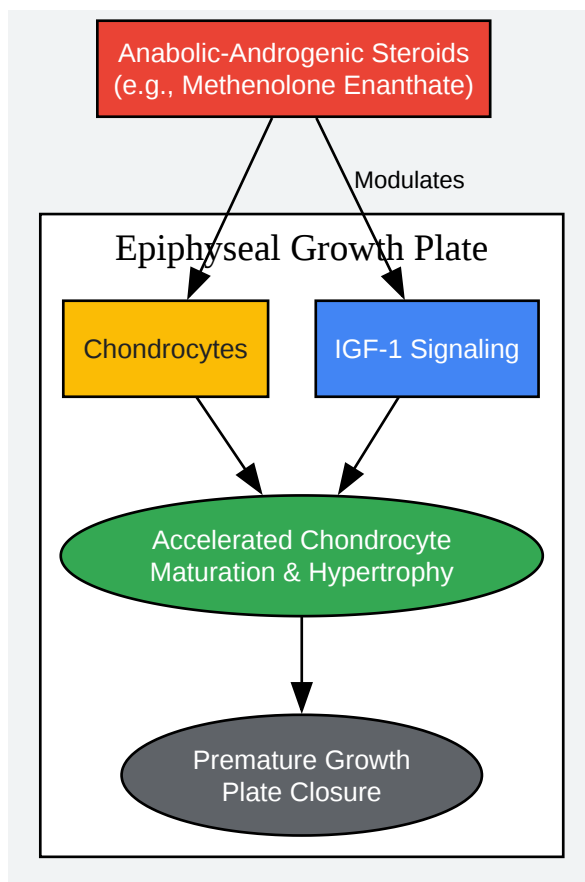 Anabolic-Androgenic Steroids
(e.g., Methenolone Enanthate)
Modulates
Epiphyseal Growth Plate
Chondrocytes
IGF-1 Signaling
Accelerated Chondrocyte
Maturation & Hypertrophy
Premature Growth
Plate Closure